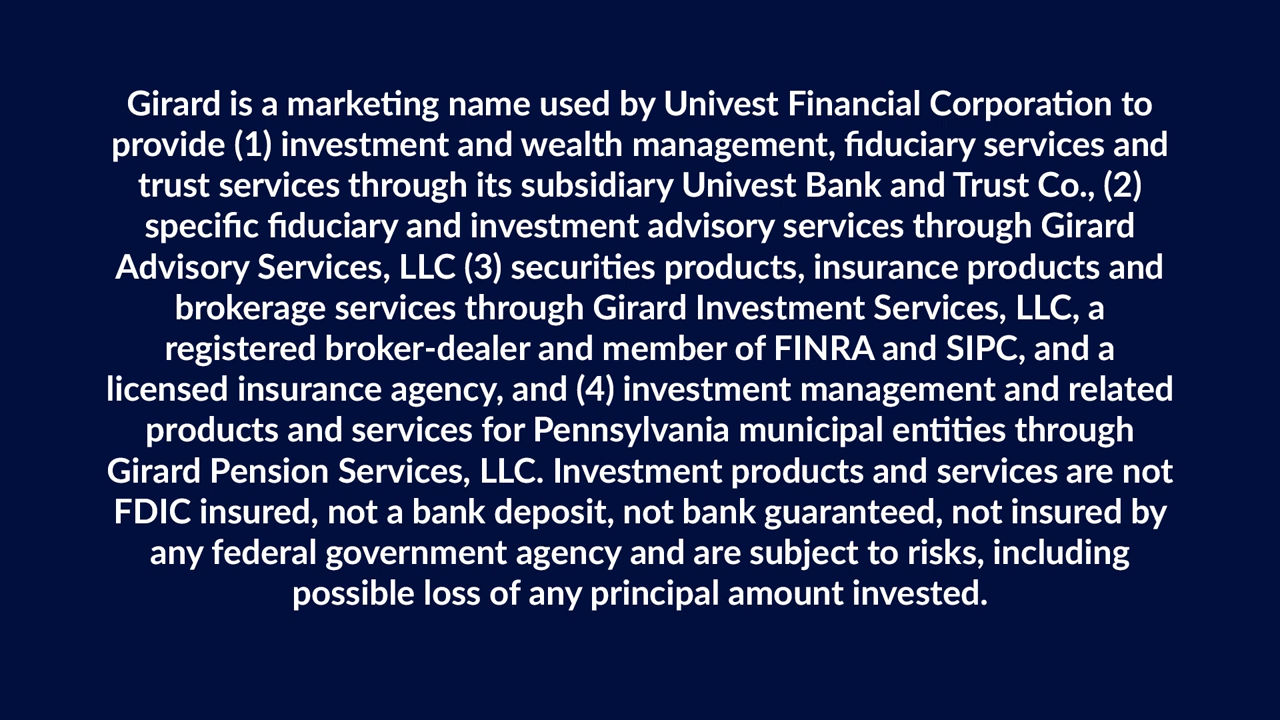 Girard is a marketing name used by Univest Financial Corporation to
provide (1) investment and wealth management, fiduciary services and
trust services through its subsidiary Univest Bank and Trust Co., (2)
specific fiduciary and investment advisory services through Girard
Advisory Services, LLC (3) securities products, insurance products and
brokerage services through Girard Investment Services, LLC, a
registered broker-dealer and member of FINRA and SIPC, and a
licensed insurance agency, and (4) investment management and related
products and services for Pennsylvania municipal entities through
Girard Pension Services, LLC. Investment products and services are not
FDIC insured, not a bank deposit, not bank guaranteed, not insured by
any federal government agency and are subject to risks, including
possible loss of any principal amount invested.